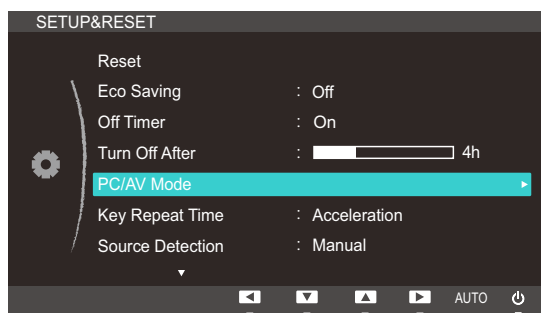 SETUP&RESET
Reset
Eco Saving : Off
Off Timer : On
Turn Off After : 4h
PC/AV Mode
Key Repeat Time : Acceleration
Source Detection : Manual
AUTO